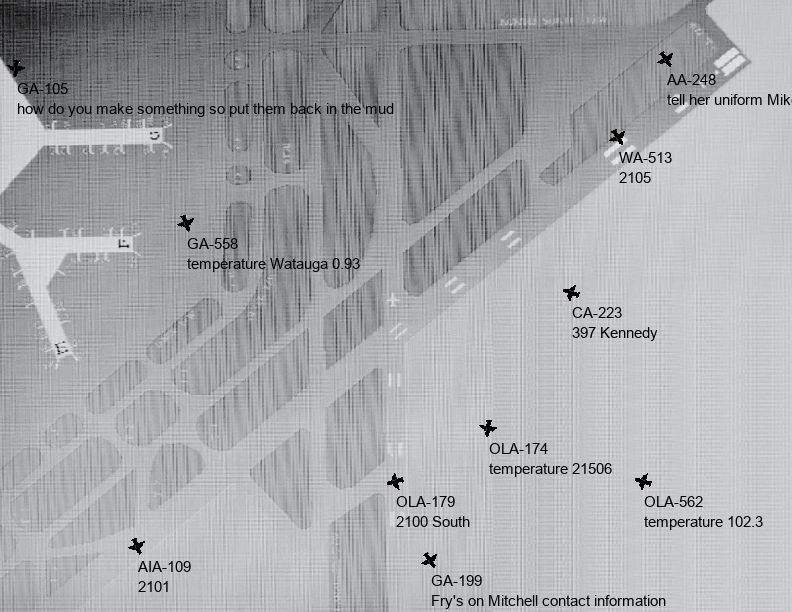 GA-105
how do you make something so put them back in the mud
AA-248
tell her uniform Mik
WA-513
2105
GA-558
temperature Watauga 0.93
CA-223
397 Kennedy
OLA-174
temperature 21506
OLA-179
2100 South
OLA-562
temperature 102.3
AIA-109
2101
GA-199
Fry's on Mitchell contact information